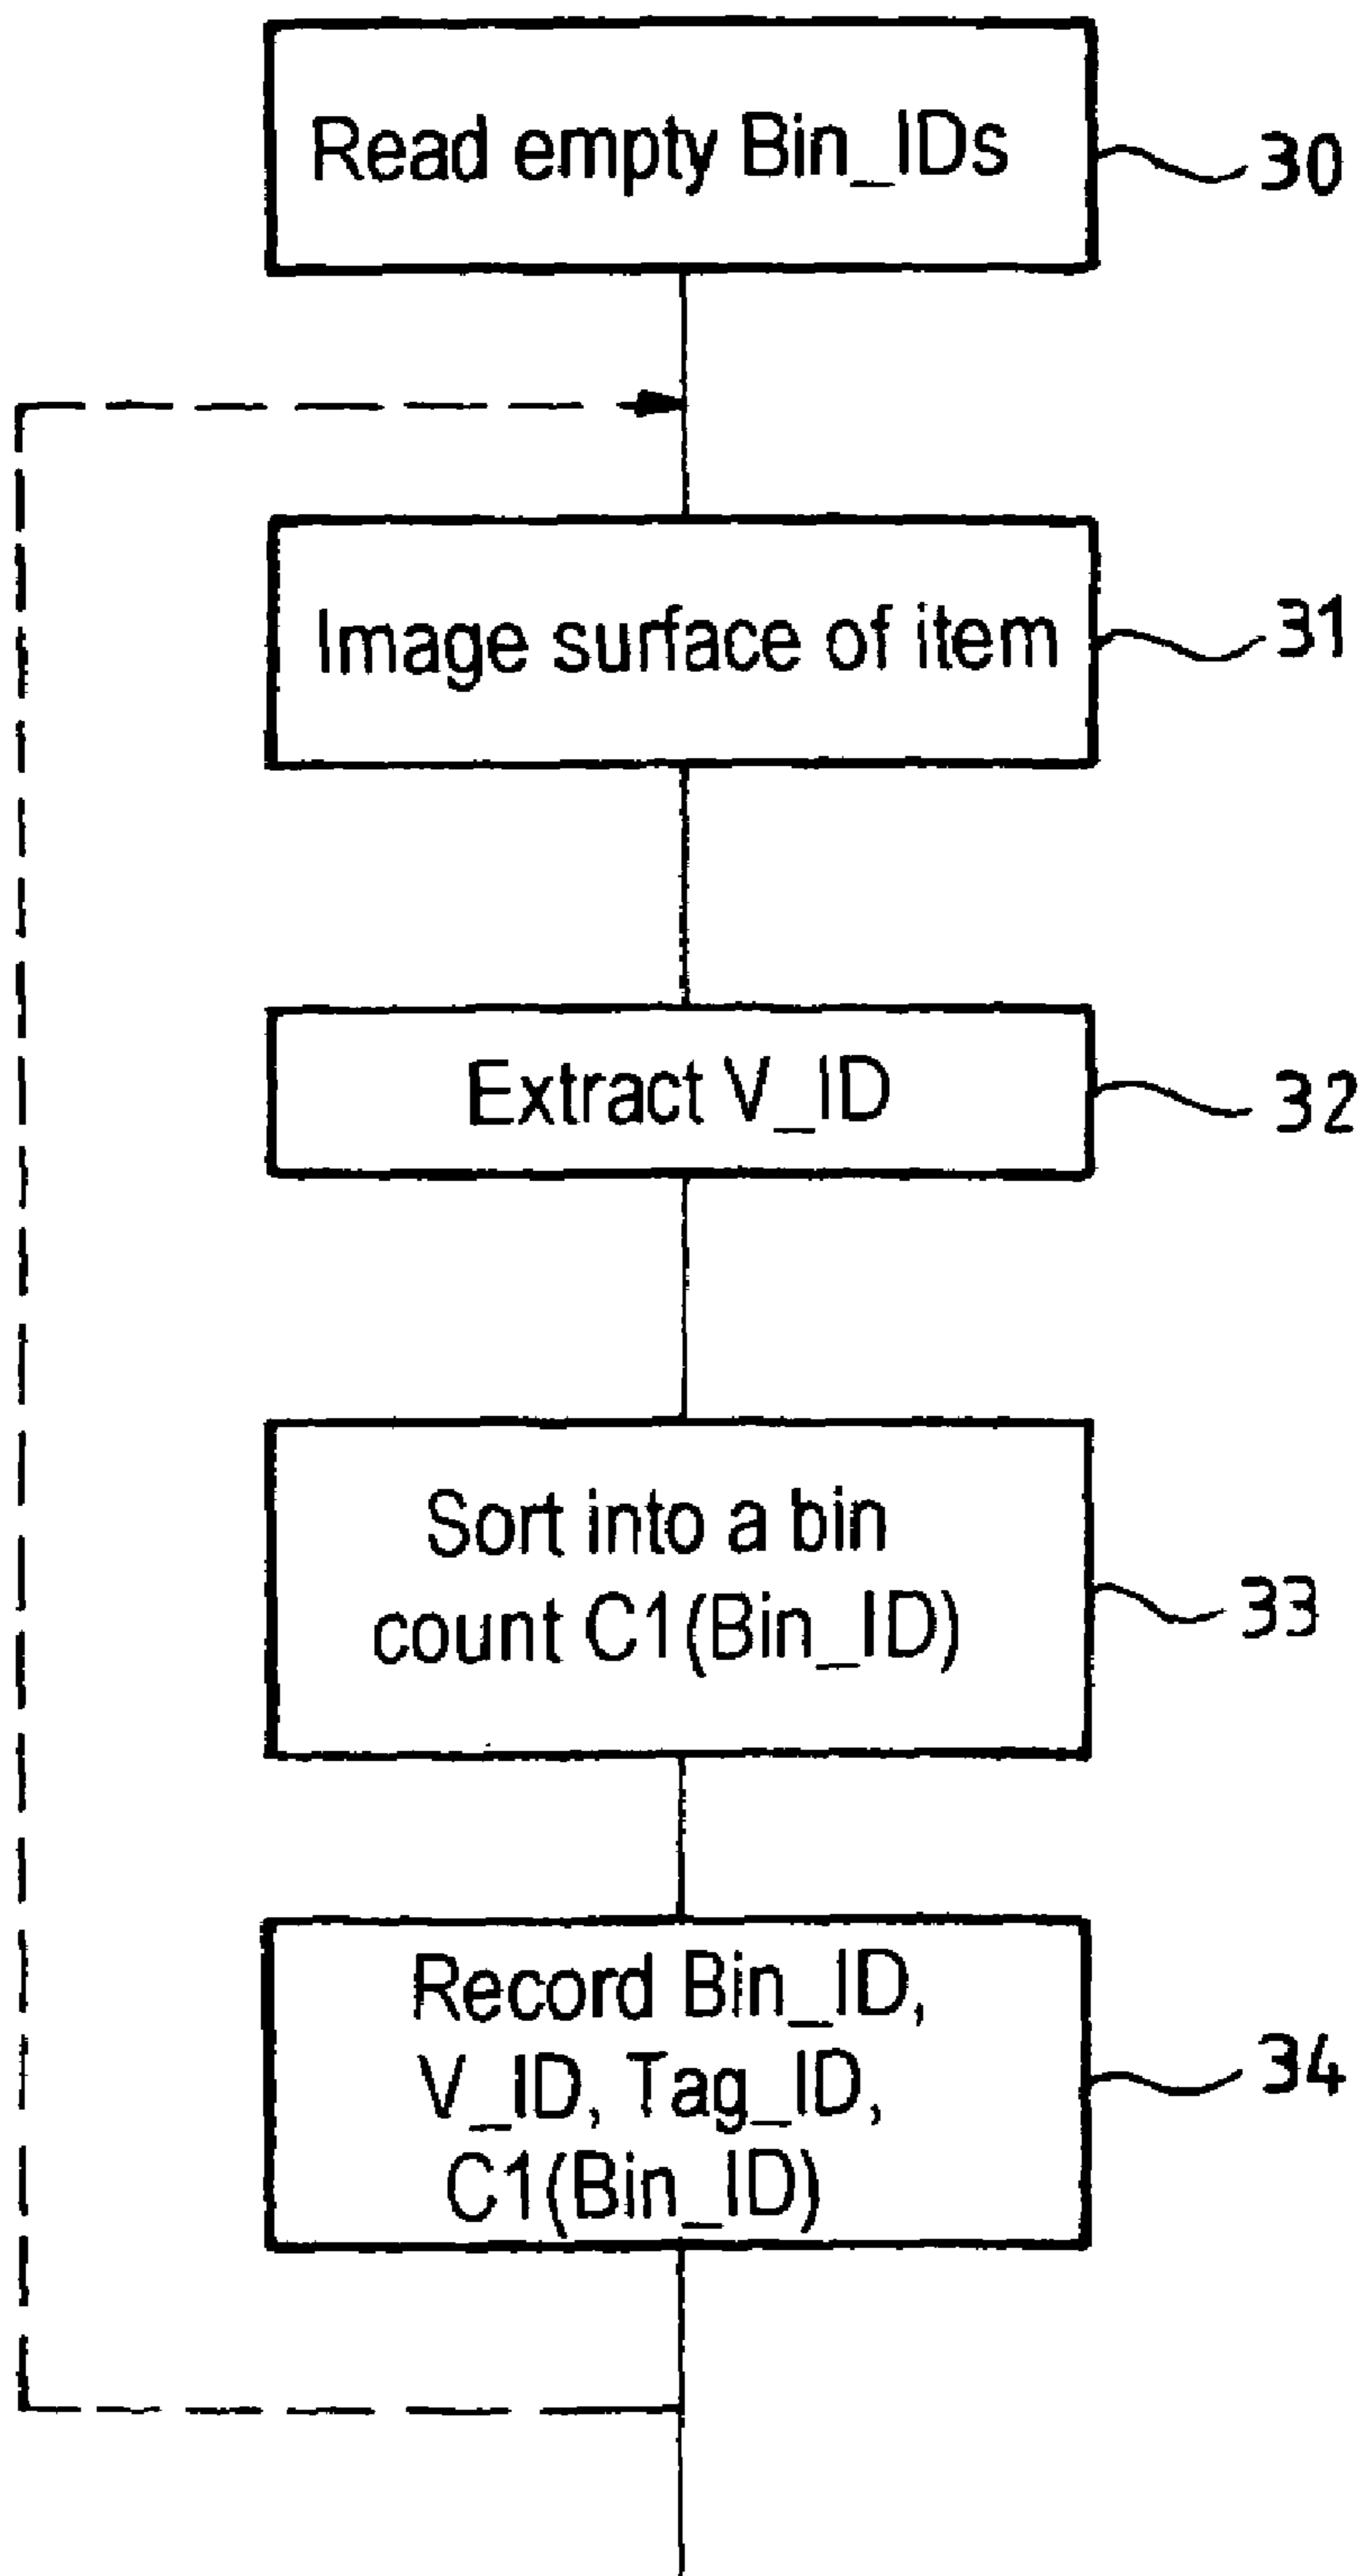 Read empty Bin_IDs
30
Image surface of item
31
Extract V_ID
32
Sort into a bin
count C1(Bin_ID)
33
Record Bin_ID,
V_ID, Tag_ID,
C1(Bin_ID)
34